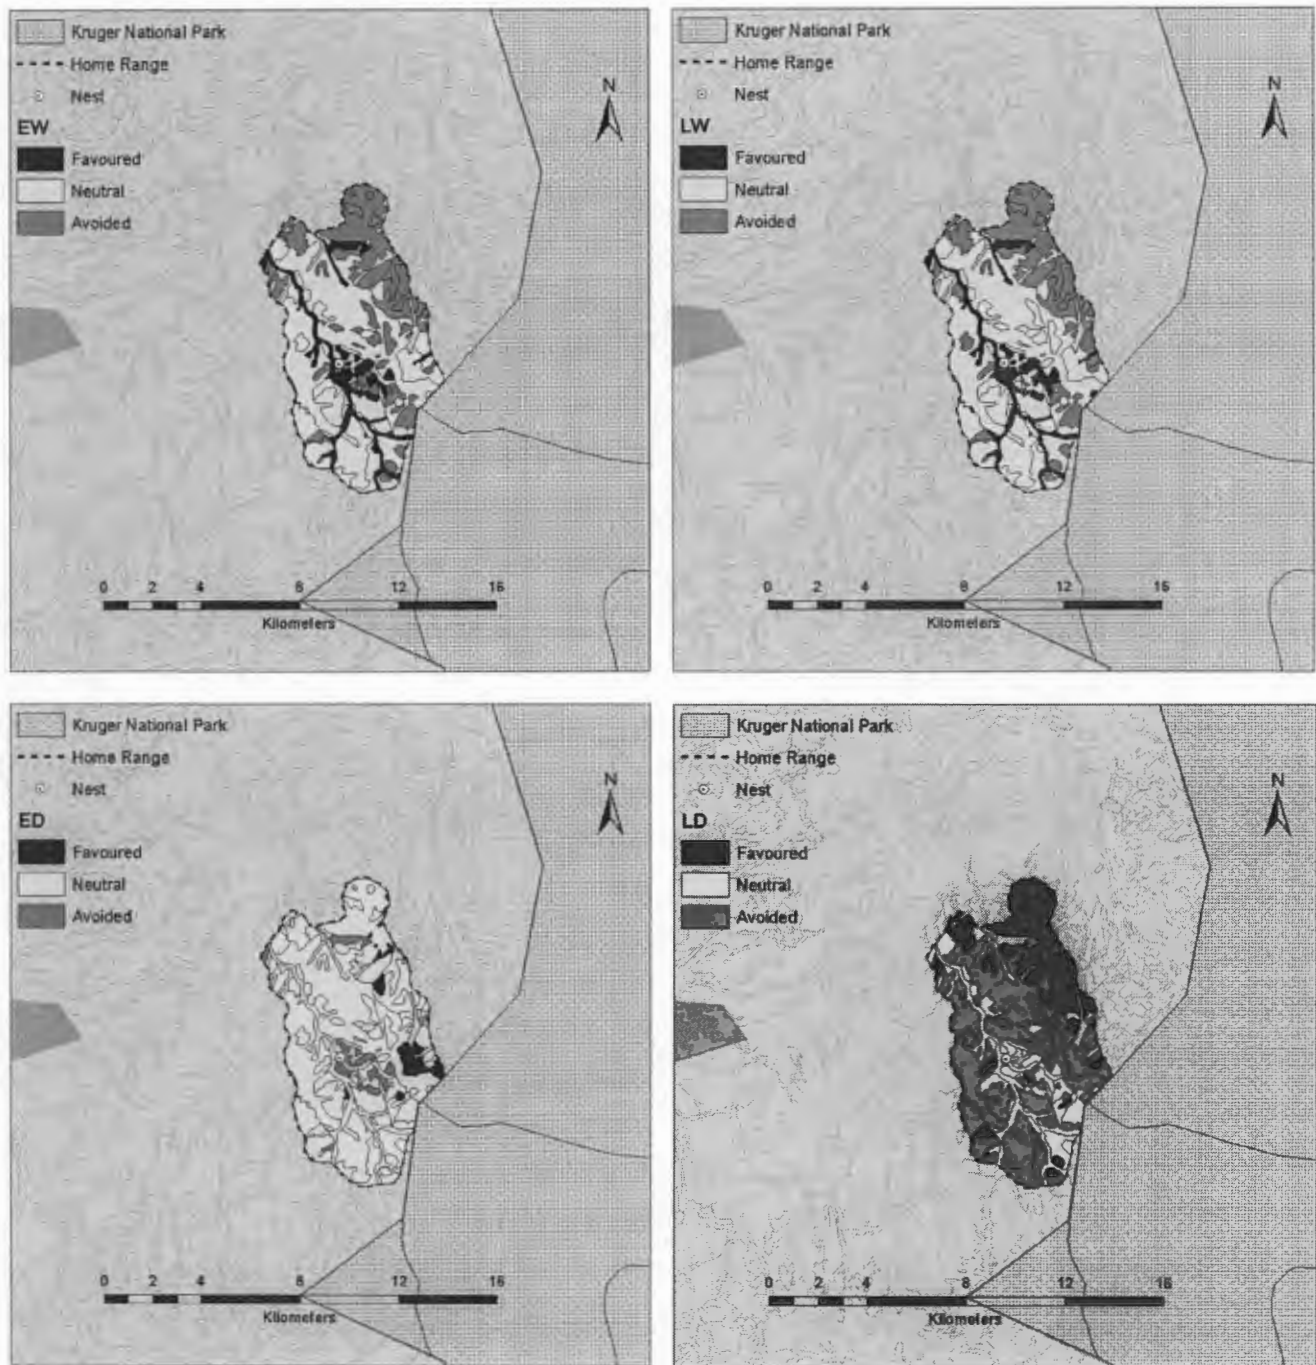 Kruger National Park
Home Range
Nest
EW
Favoured
Neutral
Avoided
N
0 2 4 8 12 16
Kilometers
Kruger National Park
Home Range
Nest
LW
Favoured
Neutral
Avoided
N
0 2 4 8 12 16
Kilometers
Kruger National Park
Home Range
Nest
ED
Favoured
Neutral
Avoided
N
0 2 4 8 12 16
Kilometers
Kruger National Park
Home Range
Nest
LD
Favoured
Neutral
Avoided
N
0 2 4 8 12 16
Kilometers